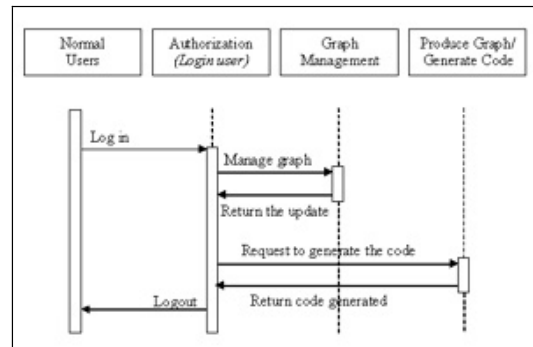 Normal
Users
Authorization
(Login user)
Graph
Management
Produce Graph/
Generate Code
Log in
Manage graph
Return the update
Request to generate the code
Return code generated
Logout